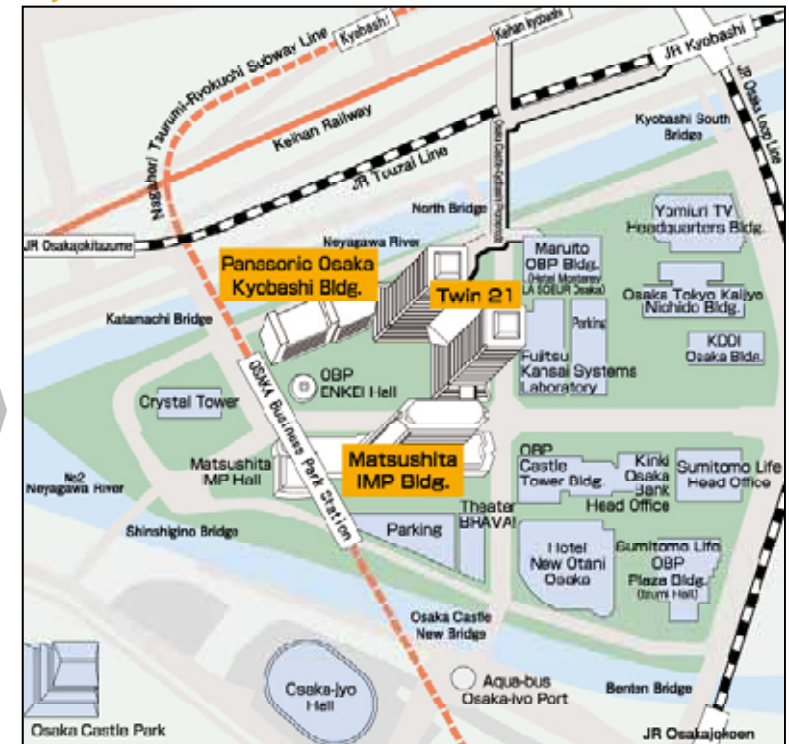 Kyobashi
Keihan kyobashi
JR Kyobashi
Nagahori Tsurumi-Ryokuchi Subway Line
Keihan Railway
JR Touzai Line
JR Osaka Loop Line
Kyobashi South
Bridge
North Bridge
JR Osakajokitazume
Neyagawa River
Yomiuri TV
Headquarters Bldg.
Maruito
OBP Bldg.
(Hotel Monterey
LA SOEUR Osaka)
Panasonic Osaka
Kyobashi Bldg.
Twin 21
Osaka Tokyo Kaijyo
Nichido Bldg.
Katamachi Bridge
Parking
KDDI
Osaka Bldg.
Fujitsu
Kansai Systems
Laboratory
OBP
ENKEI Hall
Crystal Tower
OSAKA Business Park Station
Matsushita
IMP Hall
Matsushita
IMP Bldg.
OBP
Castle
Tower Bldg.
Kinki
Osaka
Bank
Head Office
Sumitomo Life
Head Office
No2
Neyagawa River
Theater
BRAVA!
Shinshigino Bridge
Parking
Hotel
New Otani
Osaka
Sumitomo Life
OBP
Plaza Bldg.
(Izumi Hall)
Osaka Castle
New Bridge
Osaka-jyo
Hall
Aqua-bus
Osaka-jyo Port
Benten Bridge
Osaka Castle Park
JR Osakajokoen